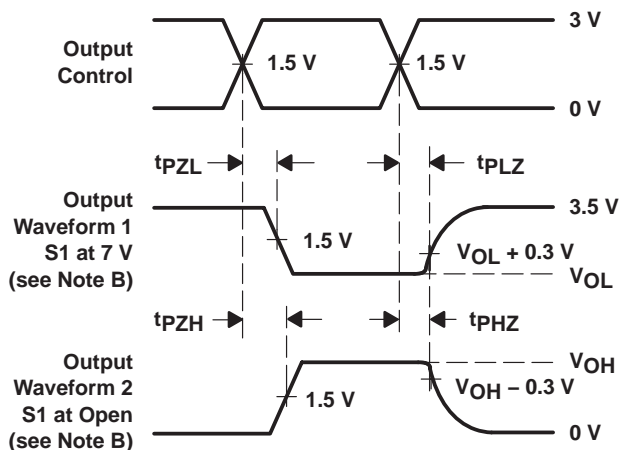 3 V
Output
Control
1.5 V
1.5 V
0 V
tPZL
tPLZ
Output
Waveform 1
S1 at 7 V
(see Note B)
3.5 V
1.5 V
VOL + 0.3 V
VOL
tPZH
tPHZ
Output
Waveform 2
S1 at Open
(see Note B)
VOH
VOH – 0.3 V
1.5 V
0 V